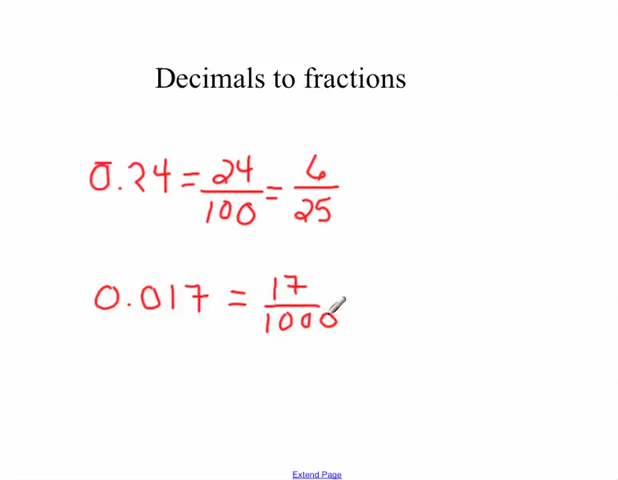 Decimals to fractions
0.24 = 24/100 = 6/25
0.017 = 17/1000
Extend Page